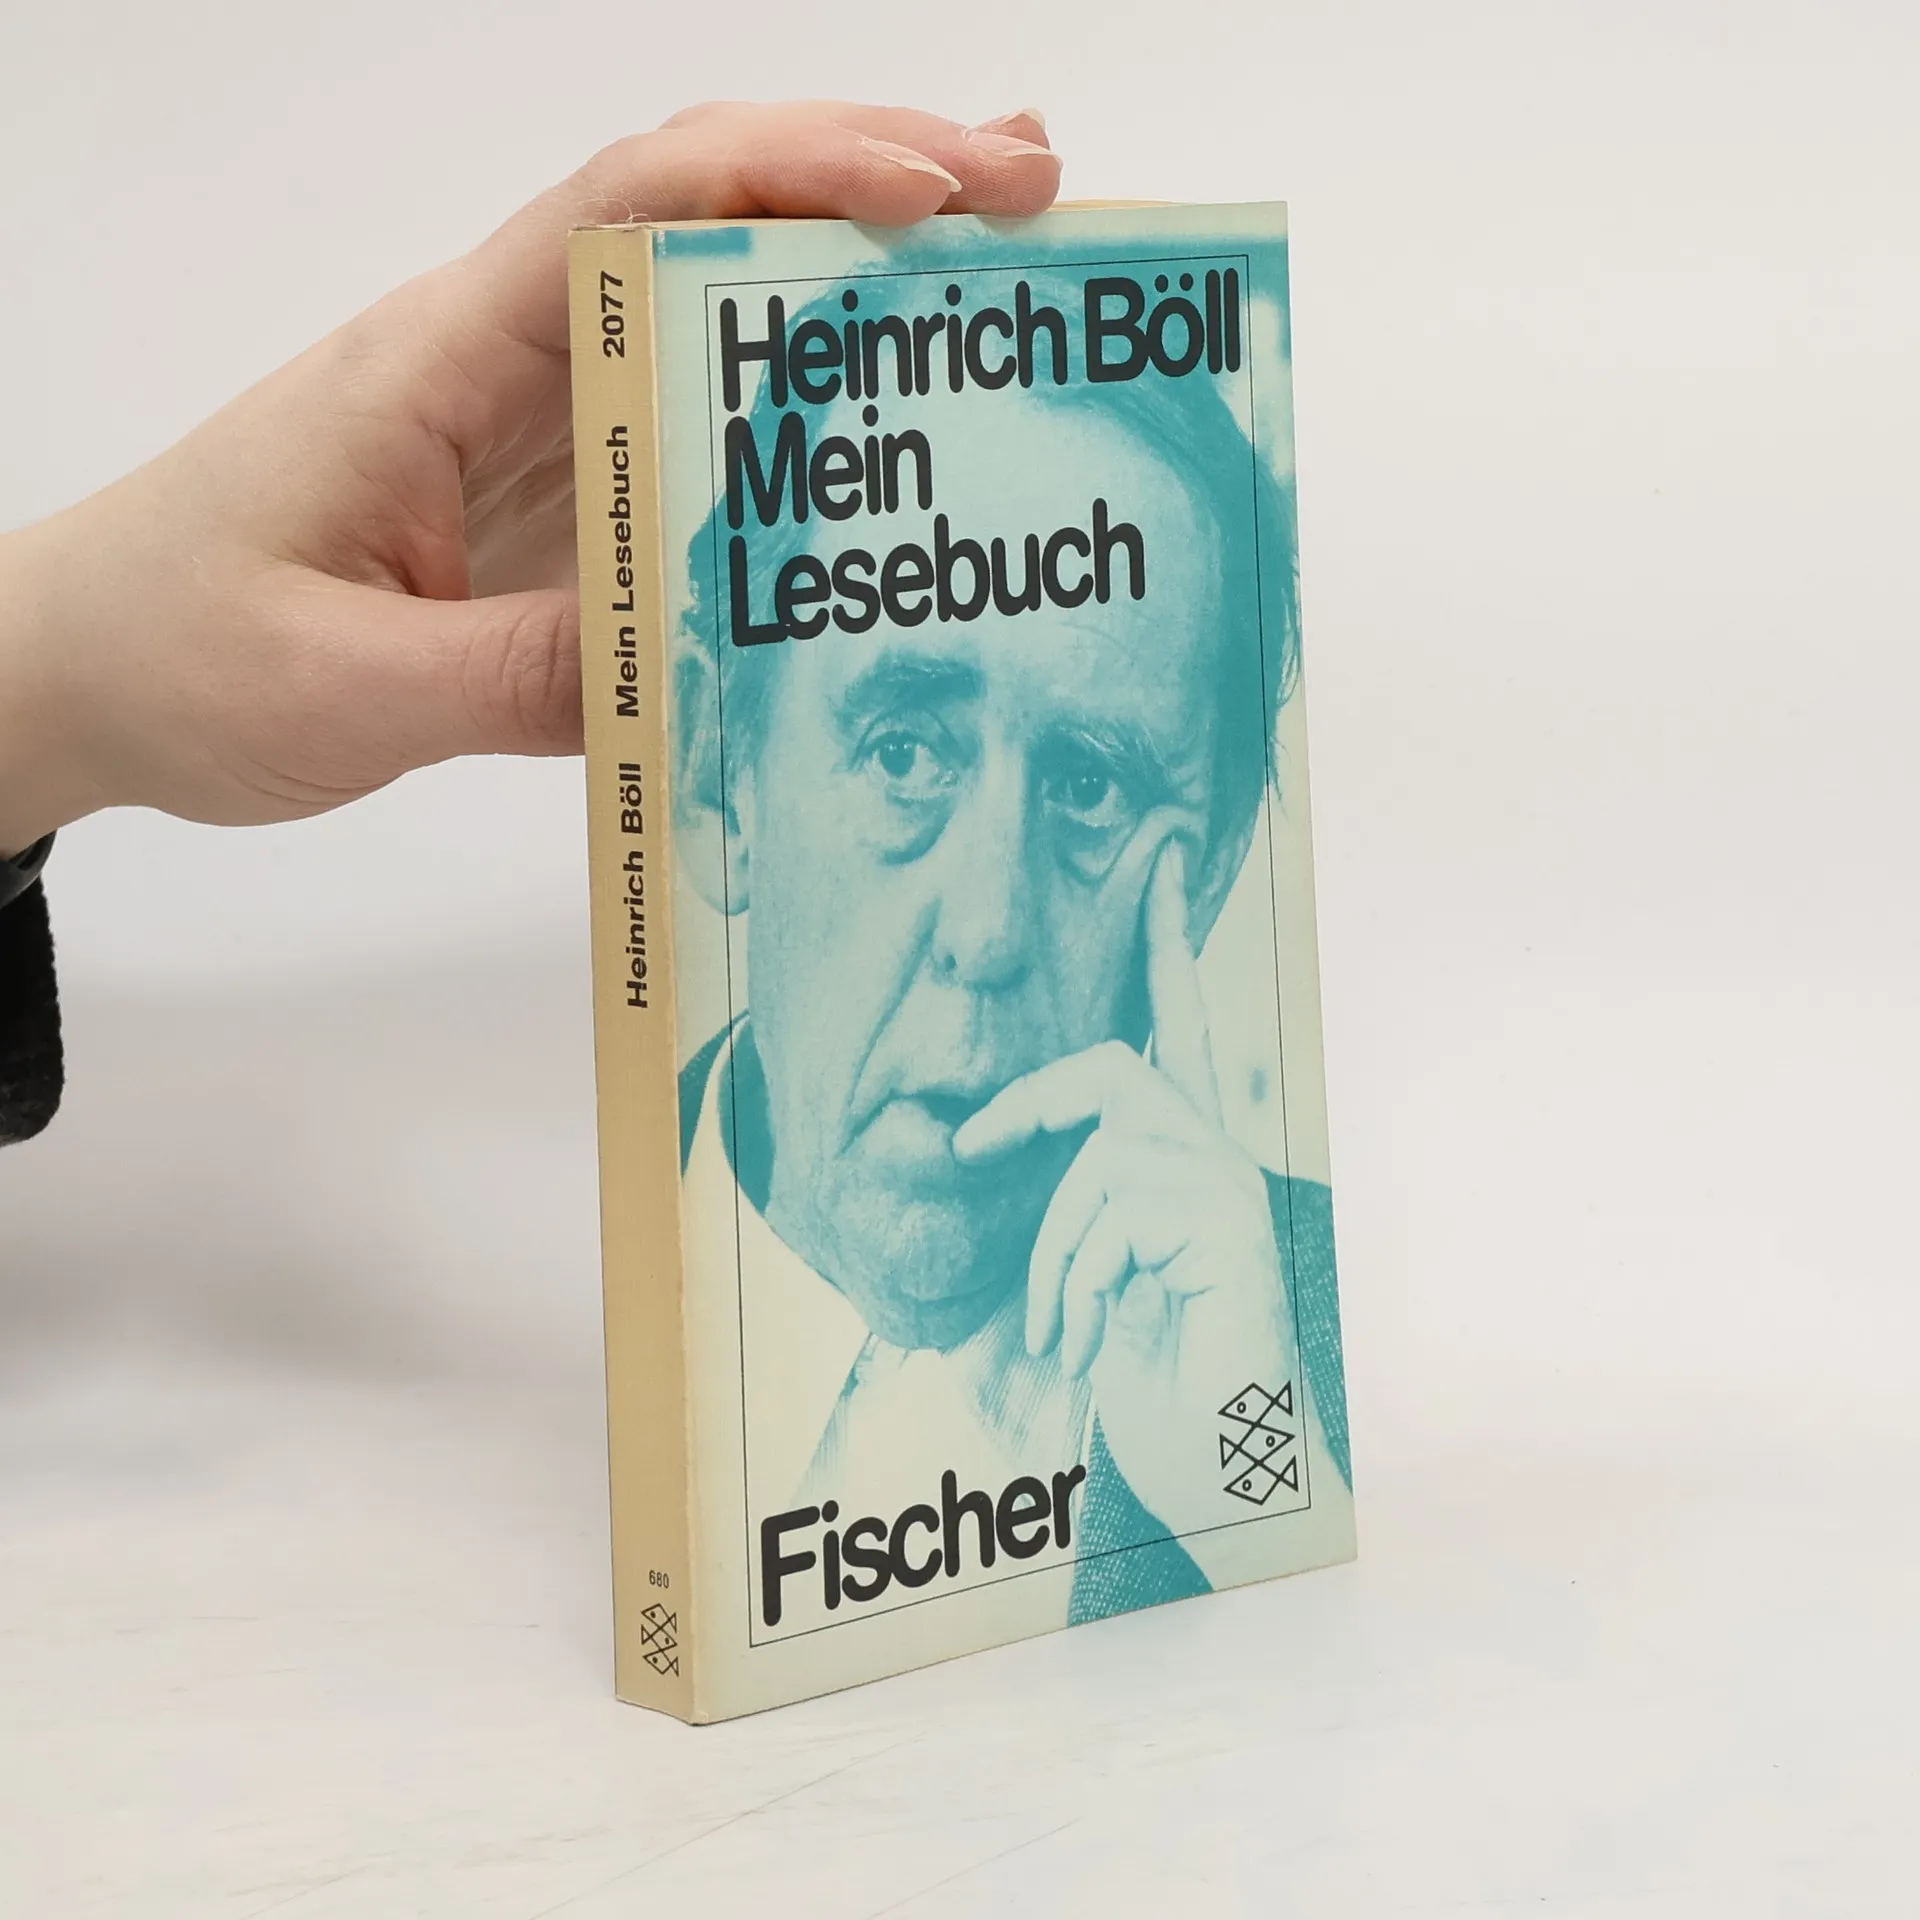 Heinrich Böll
Mein
Lesebuch
Fischer
Heinrich Böll Mein Lesebuch 2077
680